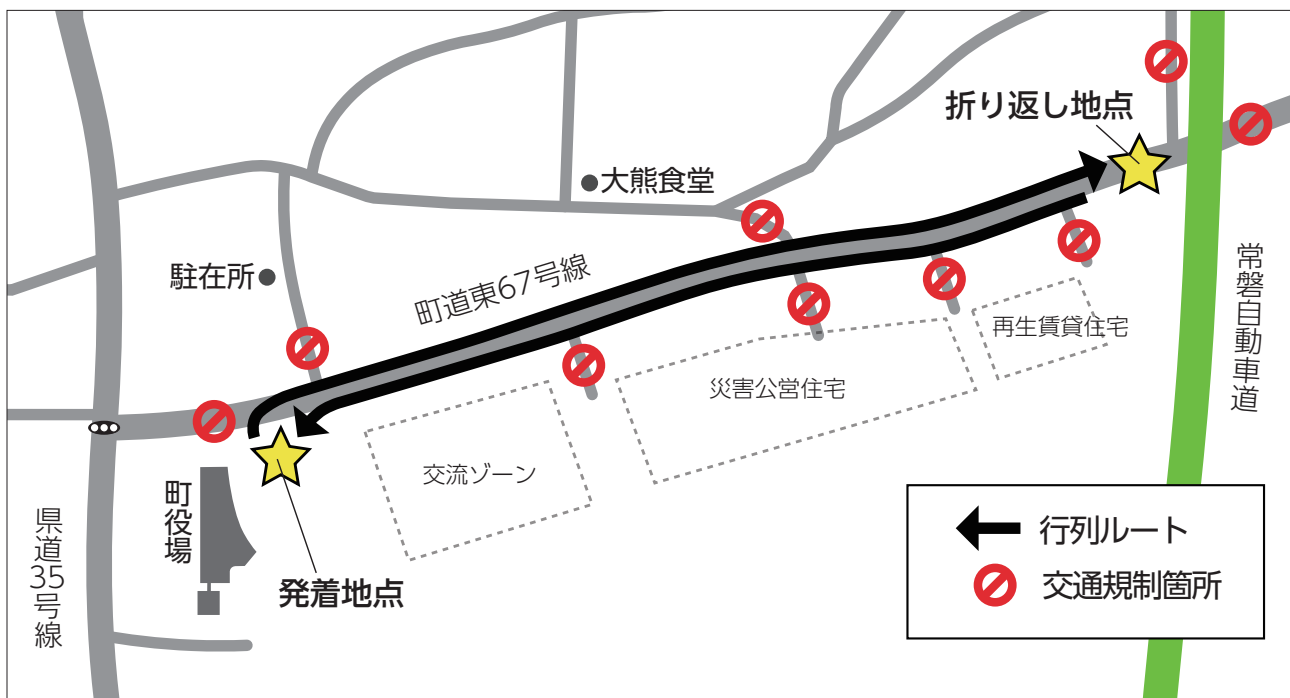 折り返し地点
大熊食堂
駐在所
町道東67号線
常磐自動車道
再生賃貸住宅
災害公営住宅
交流ゾーン
町役場
県道35号線
発着地点
行列ルート
交通規制箇所